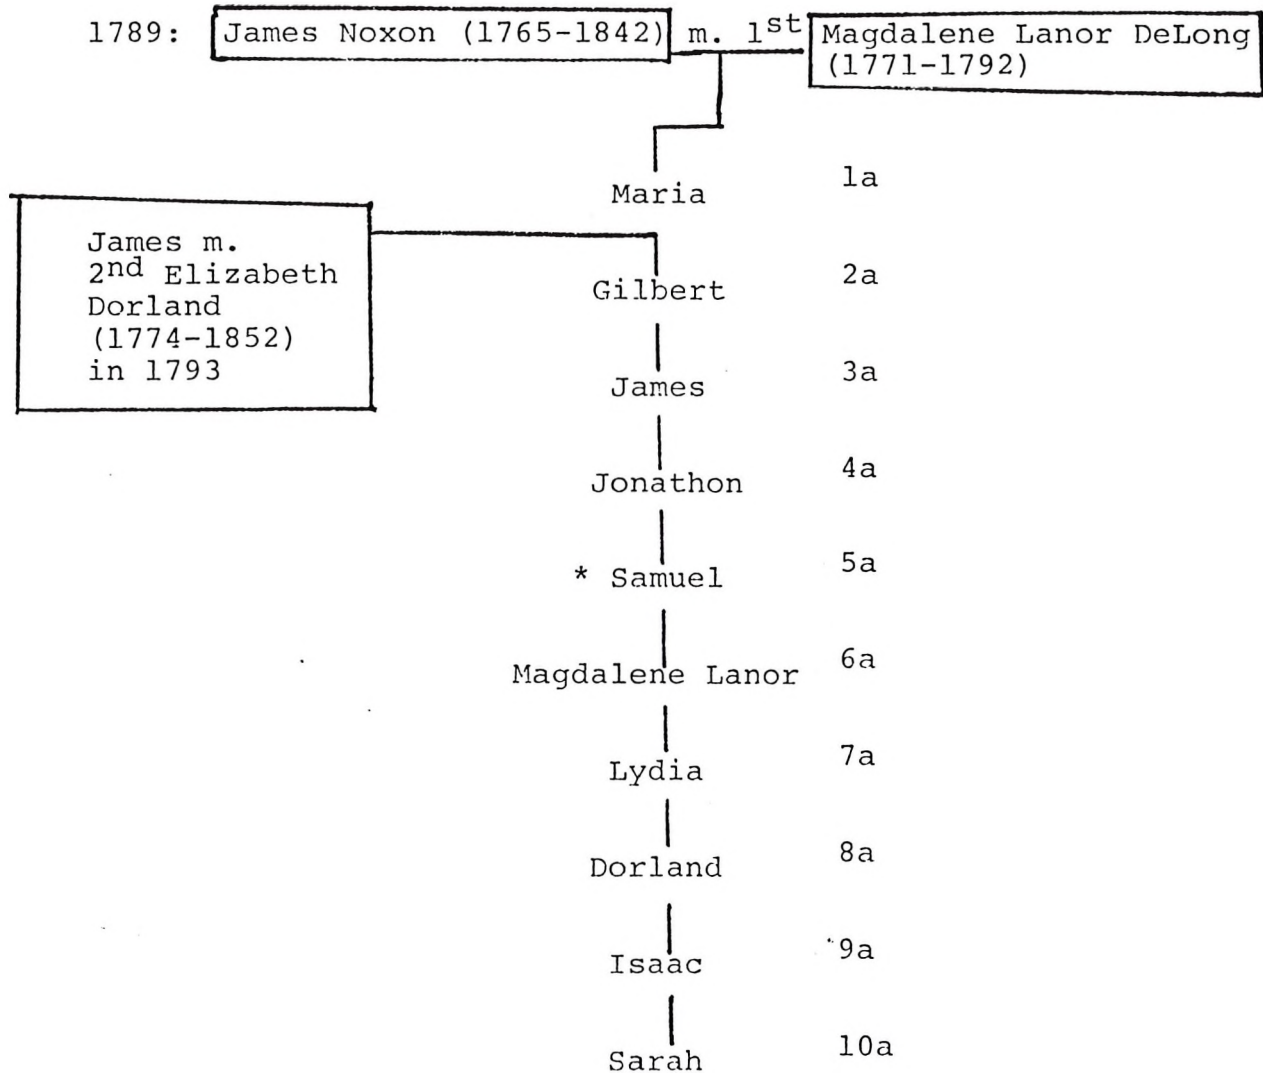 1789: James Noxon (1765-1842) m. 1st Magdalene Lanor DeLong
(1771-1792)
Maria 1a
James m.
2nd Elizabeth
Dorland
(1774-1852)
in 1793
Gilbert 2a
James 3a
Jonathon 4a
* Samuel 5a
Magdalene Lanor 6a
Lydia 7a
Dorland 8a
Isaac 9a
Sarah 10a